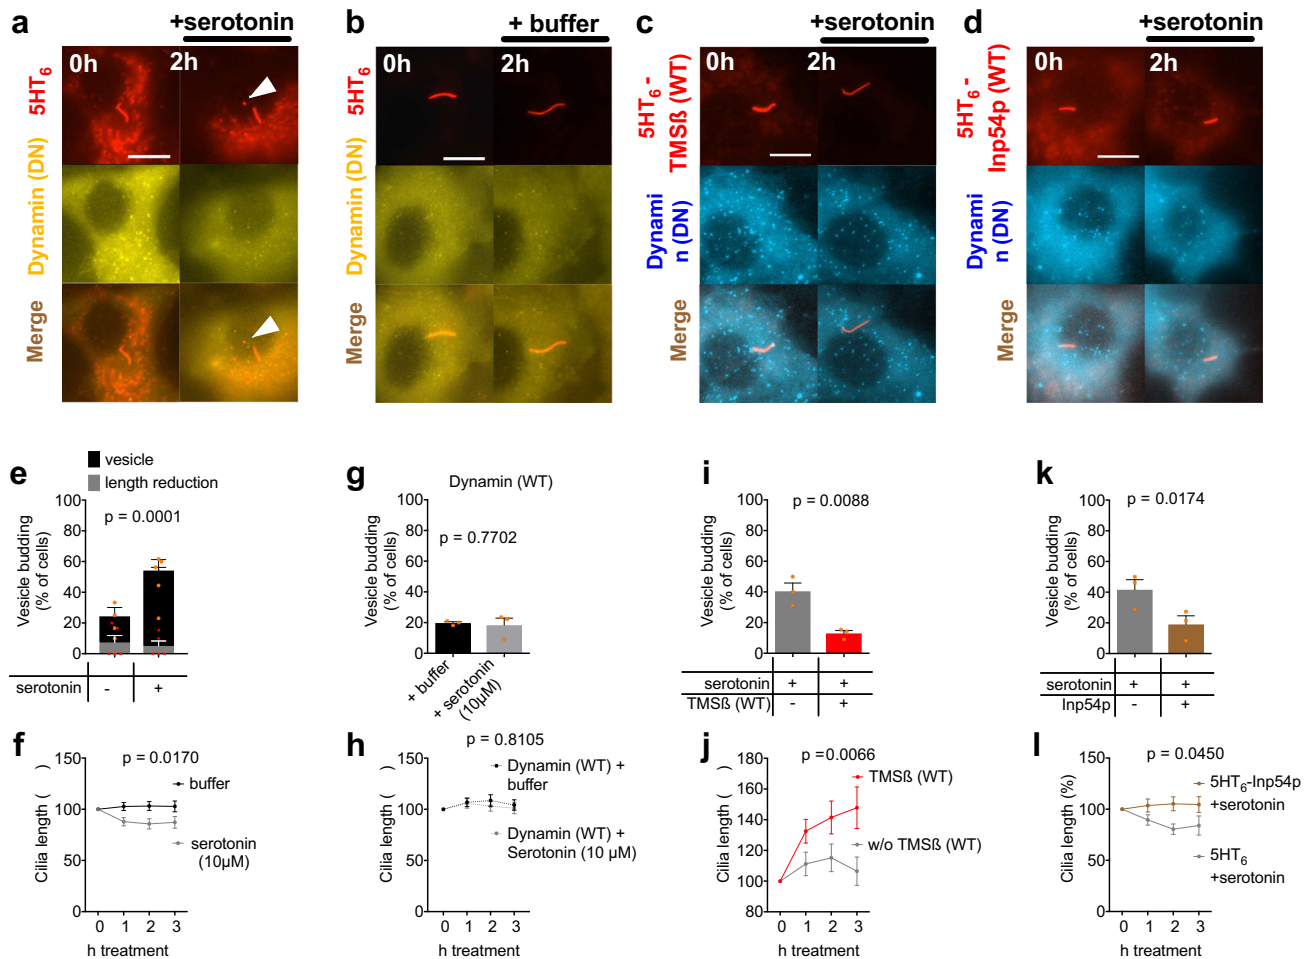 a
+serotonin
0h
2h
5HT6
Dynamin (DN)
Merge
b
+ buffer
0h
2h
5HT6
Dynamin (DN)
Merge
c
+serotonin
0h
2h
5HT6 -
TMSß (WT)
Dynami
n (DN)
Merge
d
+serotonin
0h
2h
5HT6 -
Inp54p (WT)
Dynami
n (DN)
Merge
e
vesicle
length reduction
100
80
60
40
20
0
Vesicle budding
(% of cells)
p = 0.0001
serotonin - +
g
Dynamin (WT)
100
80
60
40
20
0
Vesicle budding
(% of cells)
p = 0.7702
+ buffer
+ serotonin
(10µM)
i
100
80
60
40
20
0
Vesicle budding
(% of cells)
p = 0.0088
serotonin + +
TMSß (WT) - +
k
100
80
60
40
20
0
Vesicle budding
(% of cells)
p = 0.0174
serotonin + +
Inp54p - +
f
150
100
50
0
Cilia length ( )
p = 0.0170
buffer
serotonin
(10µM)
0 1 2 3
h treatment
h
150
100
50
0
Cilia length ( )
p = 0.8105
Dynamin (WT) +
buffer
Dynamin (WT) +
Serotonin (10 µM)
0 1 2 3
h treatment
j
180
160
140
120
100
80
Cilia length ( )
p =0.0066
TMSß (WT)
w/o TMSß (WT)
0 1 2 3
h treatment
l
150
100
50
0
Cilia length (%)
p = 0.0450
5HT6-Inp54p
+serotonin
5HT6
+serotonin
0 1 2 3
h treatment